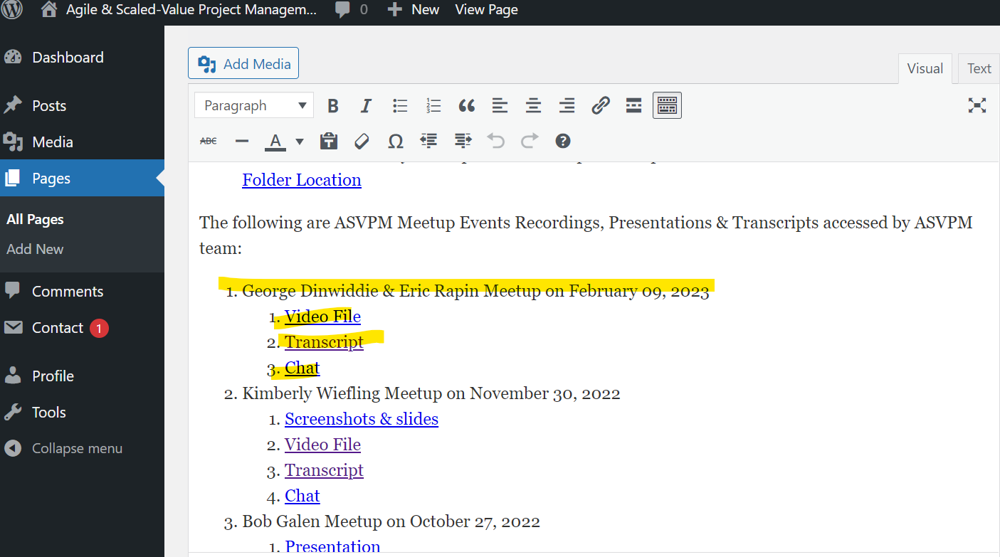 Agile & Scaled-Value Project Managem... 0 New View Page
Dashboard
Posts
Media
Pages
All Pages
Add New
Comments
Contact 1
Profile
Tools
Collapse menu
Add Media
Visual Text
Paragraph B I
ABC A T Ω ?
Folder Location
The following are ASVPM Meetup Events Recordings, Presentations & Transcripts accessed by ASVPM
team:
1. George Dinwiddie & Eric Rapin Meetup on February 09, 2023
1. Video File
2. Transcript
3. Chat
2. Kimberly Wiefling Meetup on November 30, 2022
1. Screenshots & slides
2. Video File
3. Transcript
4. Chat
3. Bob Galen Meetup on October 27, 2022
1. Presentation